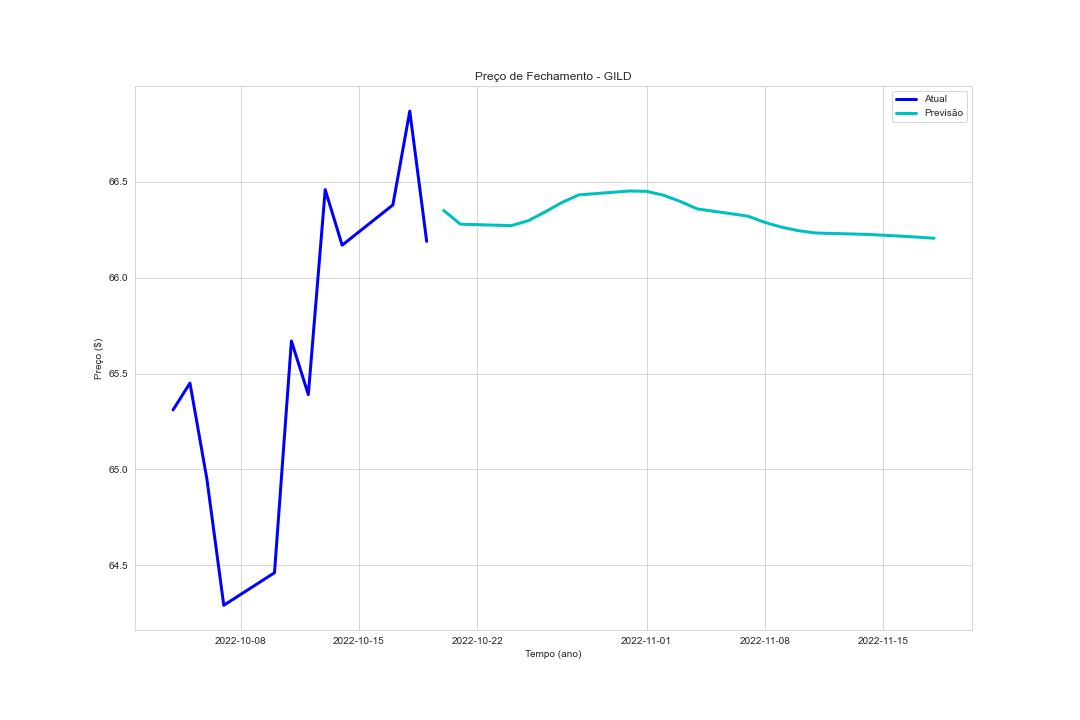 Preço de Fechamento - GILD
Atual
Previsão
66.5
66.0
65.5
65.0
64.5
Preço ($)
2022-10-08
2022-10-15
2022-10-22
2022-11-01
2022-11-08
2022-11-15
Tempo (ano)